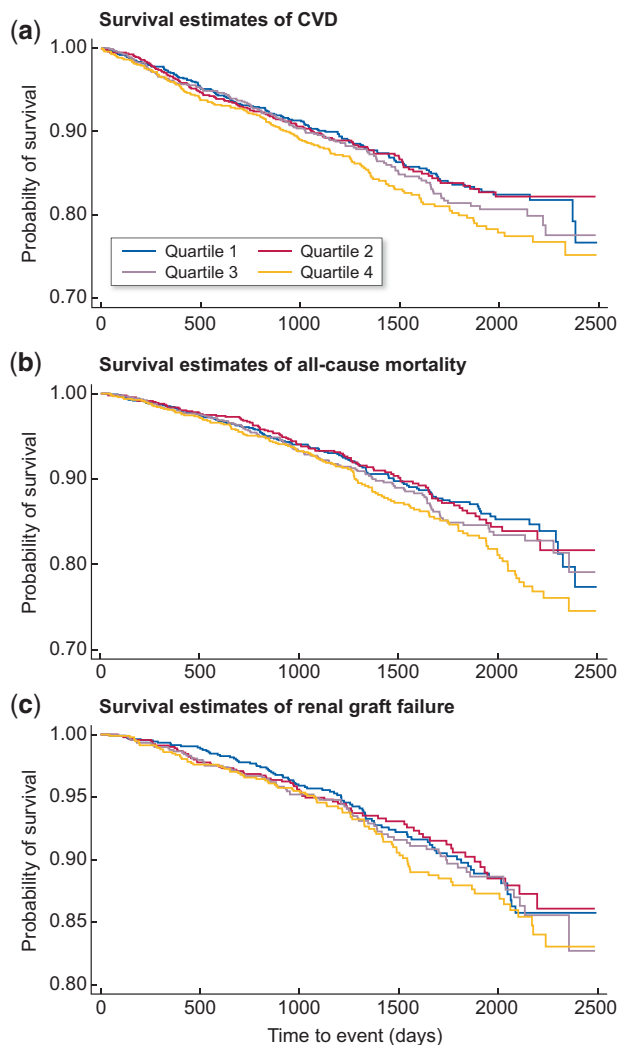 (a) Survival estimates of CVD
1.00
0.90
0.80
0.70
Probability of survival
Quartile 1 Quartile 2
Quartile 3 Quartile 4
0 500 1000 1500 2000 2500
(b) Survival estimates of all-cause mortality
1.00
0.90
0.80
0.70
Probability of survival
0 500 1000 1500 2000 2500
(c) Survival estimates of renal graft failure
1.00
0.95
0.90
0.85
0.80
Probability of survival
0 500 1000 1500 2000 2500
Time to event (days)